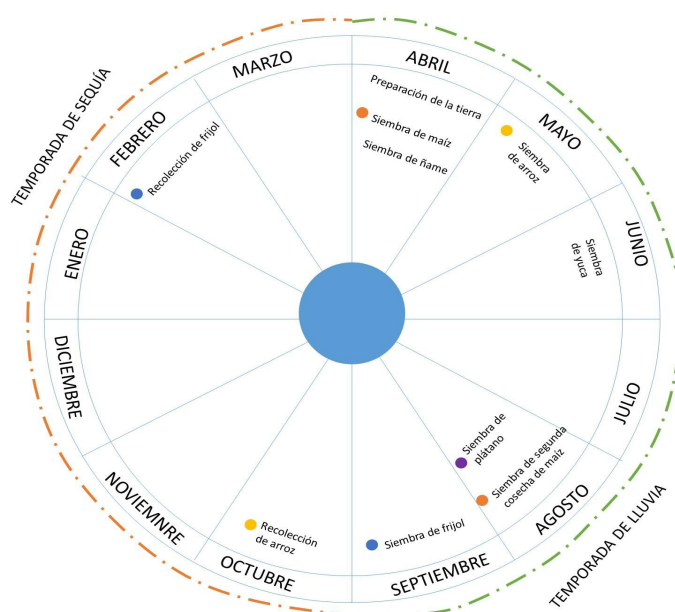 TEMPORADA DE SEQUÍA
MARZO
ABRIL
Preparación de la tierra
Siembra de maíz
Siembra de ñame
MAYO
Siembra
de arroz
JUNIO
Siembra
de yuca
JULIO
AGOSTO
Siembra de
plátano
Siembra de segunda
cosecha de maíz
TEMPORADA DE LLUVIA
SEPTIEMBRE
Siembra de frijol
OCTUBRE
Recolección
de arroz
NOVIEMNRE
DICIEMBRE
ENERO
FEBRERO
Recolección de frijol